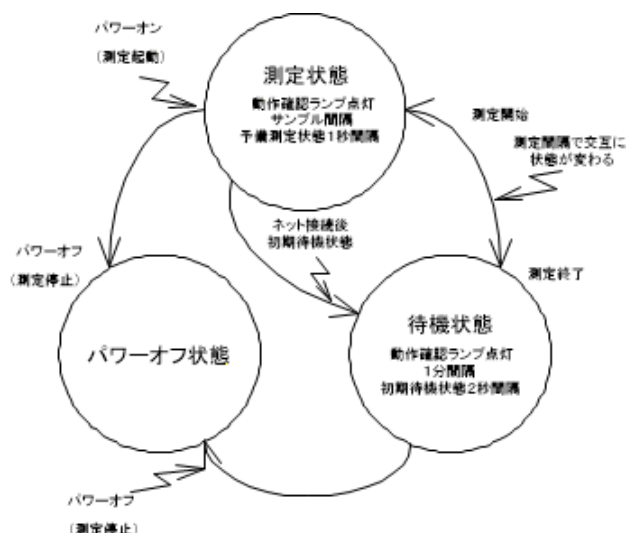 パワーオン
（測定起動）
測定状態
動作確認ランプ点灯
サンプル間隔
予備測定状態1秒間隔
測定開始
測定間隔で交互に
状態が変わる
ネット接続後
初期待機状態
パワーオフ
（測定停止）
測定終了
パワーオフ状態
待機状態
動作確認ランプ点灯
1分間隔
初期待機状態2秒間隔
パワーオフ
（測定停止）